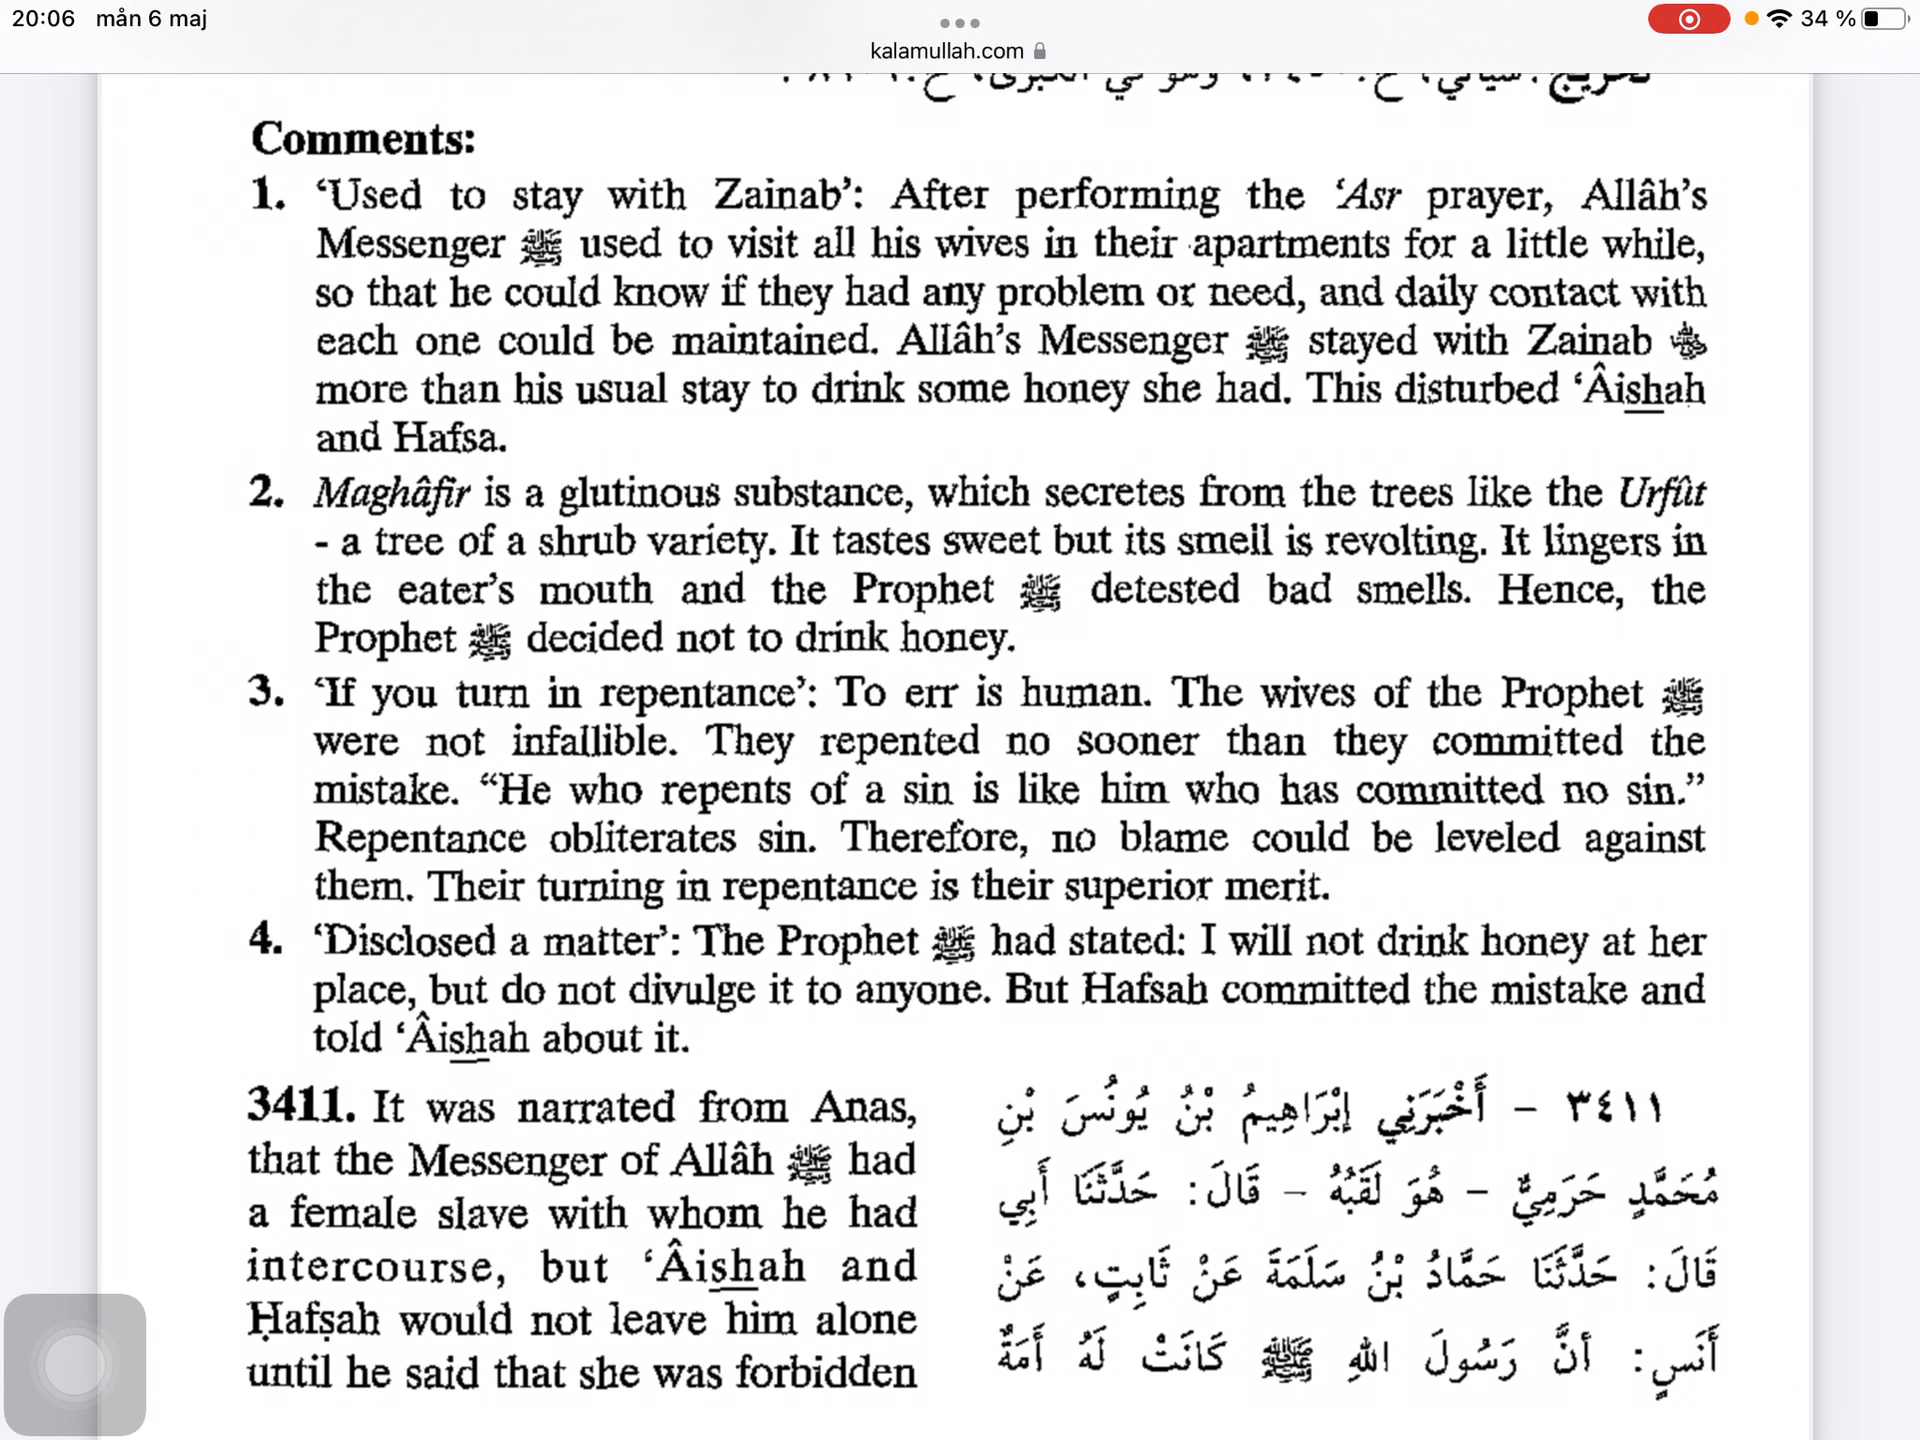 20:06 mån 6 maj
34 %
kalamullah.com
Comments:
1. ‘Used to stay with Zainab’: After performing the ‘Asr prayer, Allâh’s
Messenger ﷺ used to visit all his wives in their apartments for a little while,
so that he could know if they had any problem or need, and daily contact with
each one could be maintained. Allâh’s Messenger ﷺ stayed with Zainab
more than his usual stay to drink some honey she had. This disturbed ‘Âishah
and Hafsa.
2. Maghâfir is a glutinous substance, which secretes from the trees like the Urfût
- a tree of a shrub variety. It tastes sweet but its smell is revolting. It lingers in
the eater’s mouth and the Prophet ﷺ detested bad smells. Hence, the
Prophet ﷺ decided not to drink honey.
3. ‘If you turn in repentance’: To err is human. The wives of the Prophet ﷺ
were not infallible. They repented no sooner than they committed the
mistake. “He who repents of a sin is like him who has committed no sin.”
Repentance obliterates sin. Therefore, no blame could be leveled against
them. Their turning in repentance is their superior merit.
4. ‘Disclosed a matter’: The Prophet ﷺ had stated: I will not drink honey at her
place, but do not divulge it to anyone. But Hafsah committed the mistake and
told ‘Âishah about it.
3411. It was narrated from Anas,
that the Messenger of Allâh ﷺ had
a female slave with whom he had
intercourse, but ‘Âishah and
Ḥafṣah would not leave him alone
until he said that she was forbidden
٣٤١١ - أَخْبَرَنِي إِبْرَاهِيمُ بْنُ يُونُسَ بْنِ
مُحَمَّدٍ حَرَمِيٌّ - هُوَ لَقَبُهُ - قَالَ: حَدَّثَنَا أَبِي
قَالَ: حَدَّثَنَا حَمَّادُ بْنُ سَلَمَةَ عَنْ ثَابِتٍ، عَنْ
أَنَسٍ: أَنَّ رَسُولَ اللهِ ﷺ كَانَتْ لَهُ أَمَةٌ